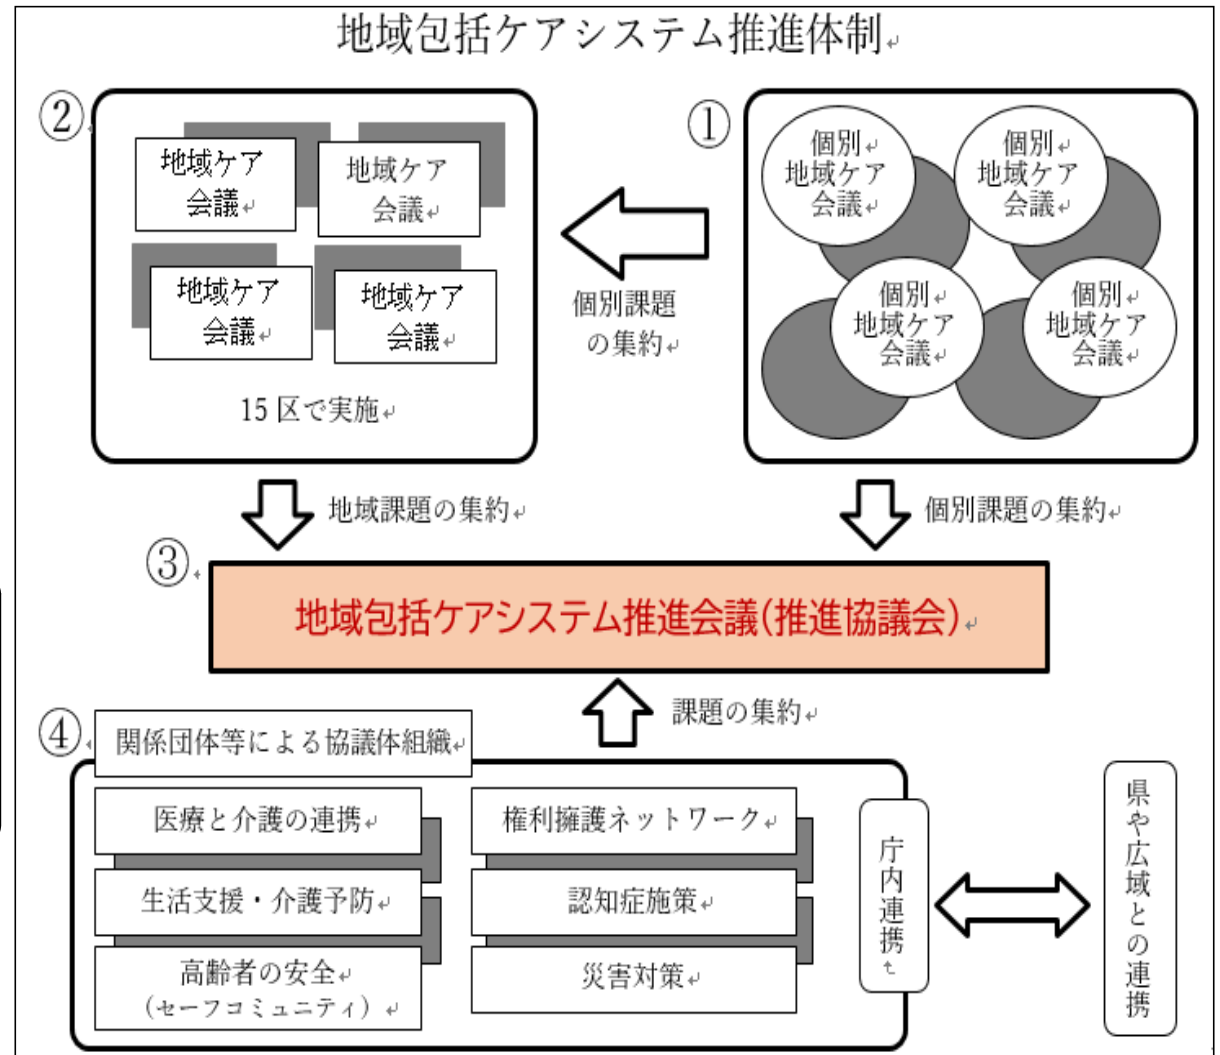 地域包括ケアシステム推進体制
②
地域ケア
会議
地域ケア
会議
地域ケア
会議
地域ケア
会議
15区で実施
①
個別
地域ケア
会議
個別
地域ケア
会議
個別
地域ケア
会議
個別
地域ケア
会議
個別課題
の集約
地域課題の集約
個別課題の集約
③
地域包括ケアシステム推進会議(推進協議会)
課題の集約
④
関係団体等による協議体組織
医療と介護の連携
権利擁護ネットワーク
生活支援・介護予防
認知症施策
高齢者の安全
(セーフコミュニティ)
災害対策
庁内連携
県や広域との連携